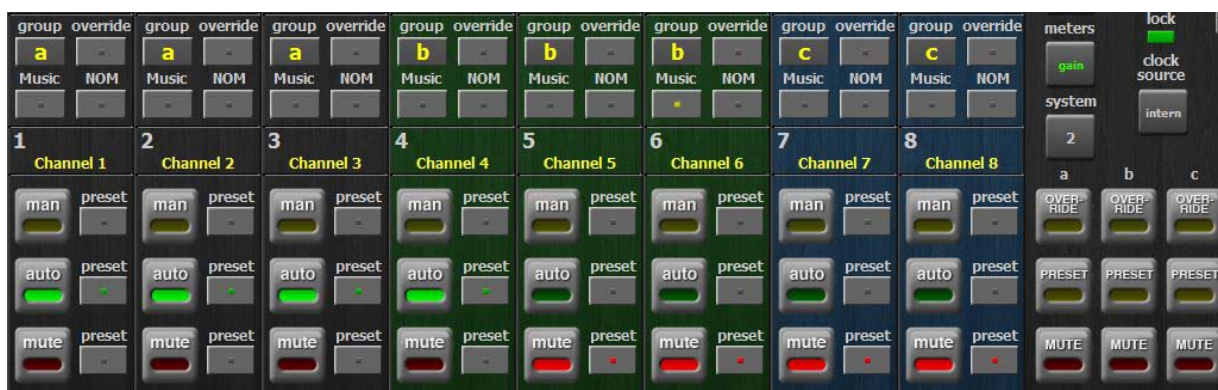 group override group override group override group override group override group override group override group override meters lock
a a a b b b c c gain
Music NOM Music NOM Music NOM Music NOM Music NOM Music NOM Music NOM Music NOM clock source
system intern
1 2 3 4 5 6 7 8 2
Channel 1 Channel 2 Channel 3 Channel 4 Channel 5 Channel 6 Channel 7 Channel 8
a b c
man preset man preset man preset man preset man preset man preset man preset man preset OVER-RIDE OVER-RIDE OVER-RIDE
auto preset auto preset auto preset auto preset auto preset auto preset auto preset auto preset PRESET PRESET PRESET
mute preset mute preset mute preset mute preset mute preset mute preset mute preset mute preset MUTE MUTE MUTE